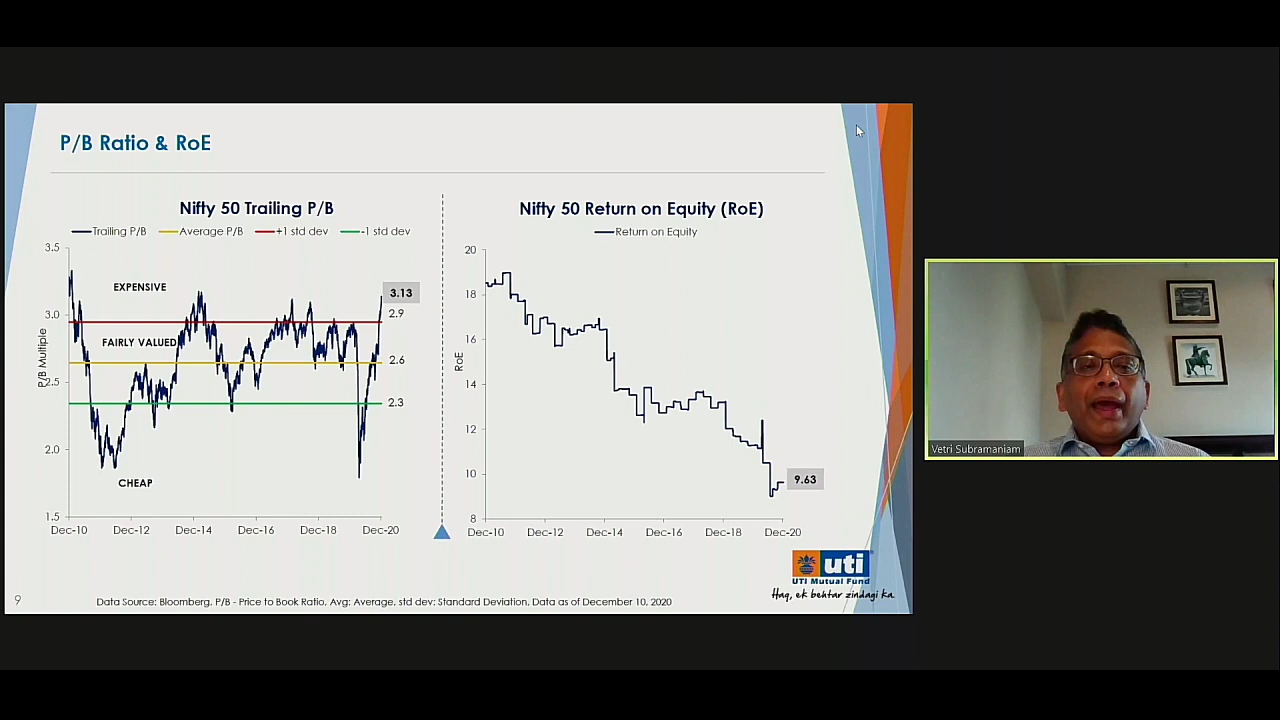 P/B Ratio & RoE
Nifty 50 Trailing P/B
Trailing P/B
Average P/B
+1 std dev
-1 std dev
P/B Multiple
3.5
3.0
2.5
2.0
1.5
EXPENSIVE
FAIRLY VALUED
CHEAP
3.13
2.9
2.6
2.3
Dec-10
Dec-12
Dec-14
Dec-16
Dec-18
Dec-20
Nifty 50 Return on Equity (RoE)
Return on Equity
RoE
20
18
16
14
12
10
8
9.63
Dec-10
Dec-12
Dec-14
Dec-16
Dec-18
Dec-20
uti
UTI Mutual Fund
Haq, ek behtar zindagi ka.
9
Data Source: Bloomberg, P/B - Price to Book Ratio, Avg: Average, std dev: Standard Deviation, Data as of December 10, 2020
Vetri Subramaniam